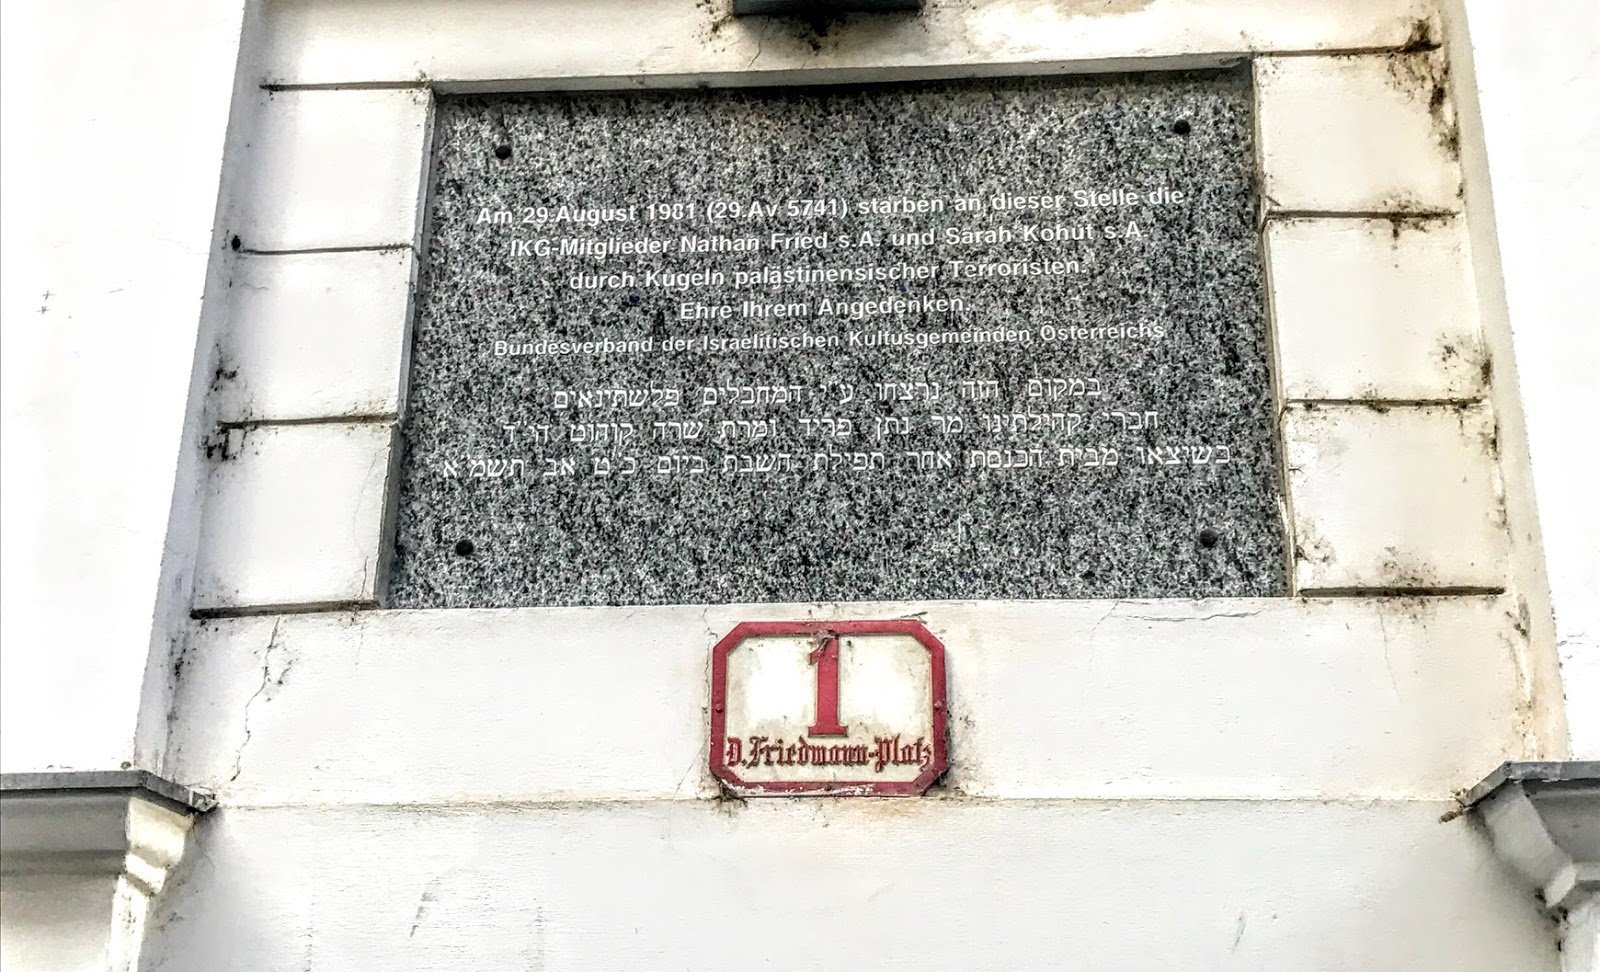 Am 29.August 1981 (29.Av 5741) starben an dieser Stelle die
IKG-Mitglieder Nathan Fried s.A. und Sarah Kohut s.A.
durch Kugeln palästinensischer Terroristen.
Ehre Ihrem Angedenken.
Bundesverband der Israelitischen Kultusgemeinden Österreichs
במקום הזה נרצחו ע"י המחבלים פלשתינאים
חברי קהילתינו מר נתן פריד ומרת שרה קוהוט הי"ד
בשיצאו מבית הכנסת אחר תפילת השבת ביום כ"ט אב תשמ"א
1
D.Friedmann-Platz